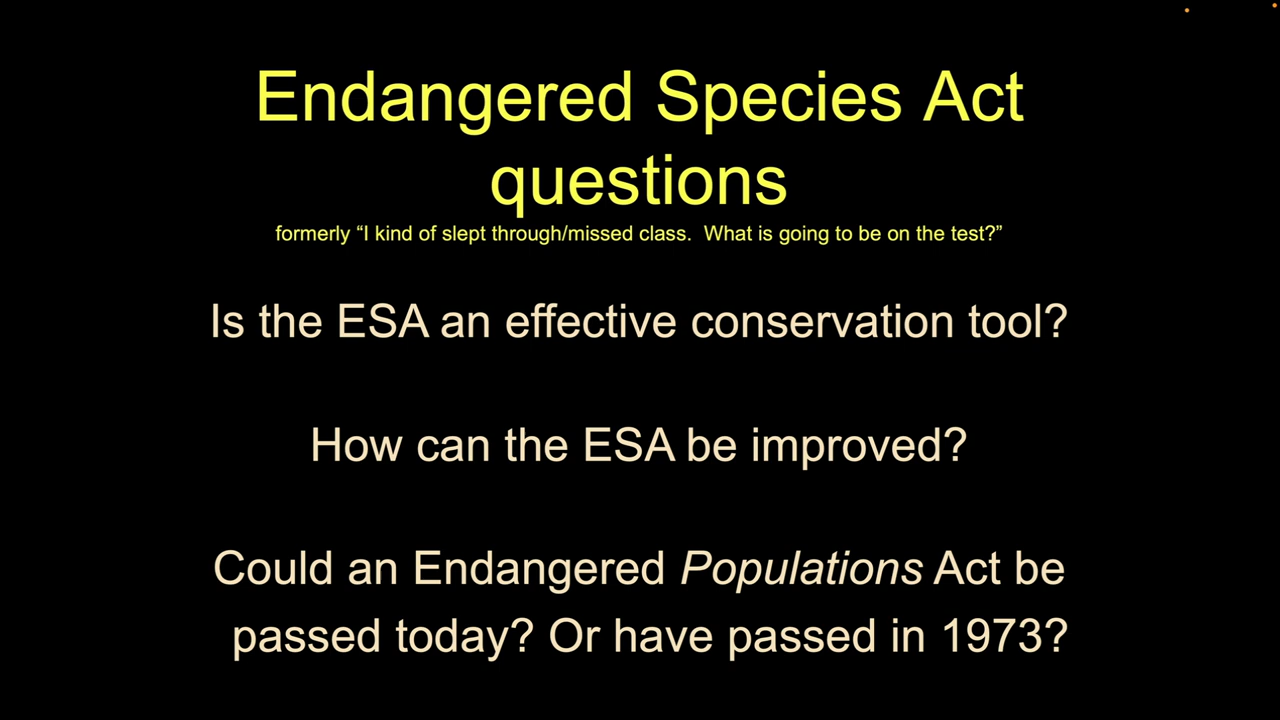 Endangered Species Act
questions
formerly “I kind of slept through/missed class.  What is going to be on the test?”
Is the ESA an effective conservation tool?
How can the ESA be improved?
Could an Endangered Populations Act be
passed today? Or have passed in 1973?